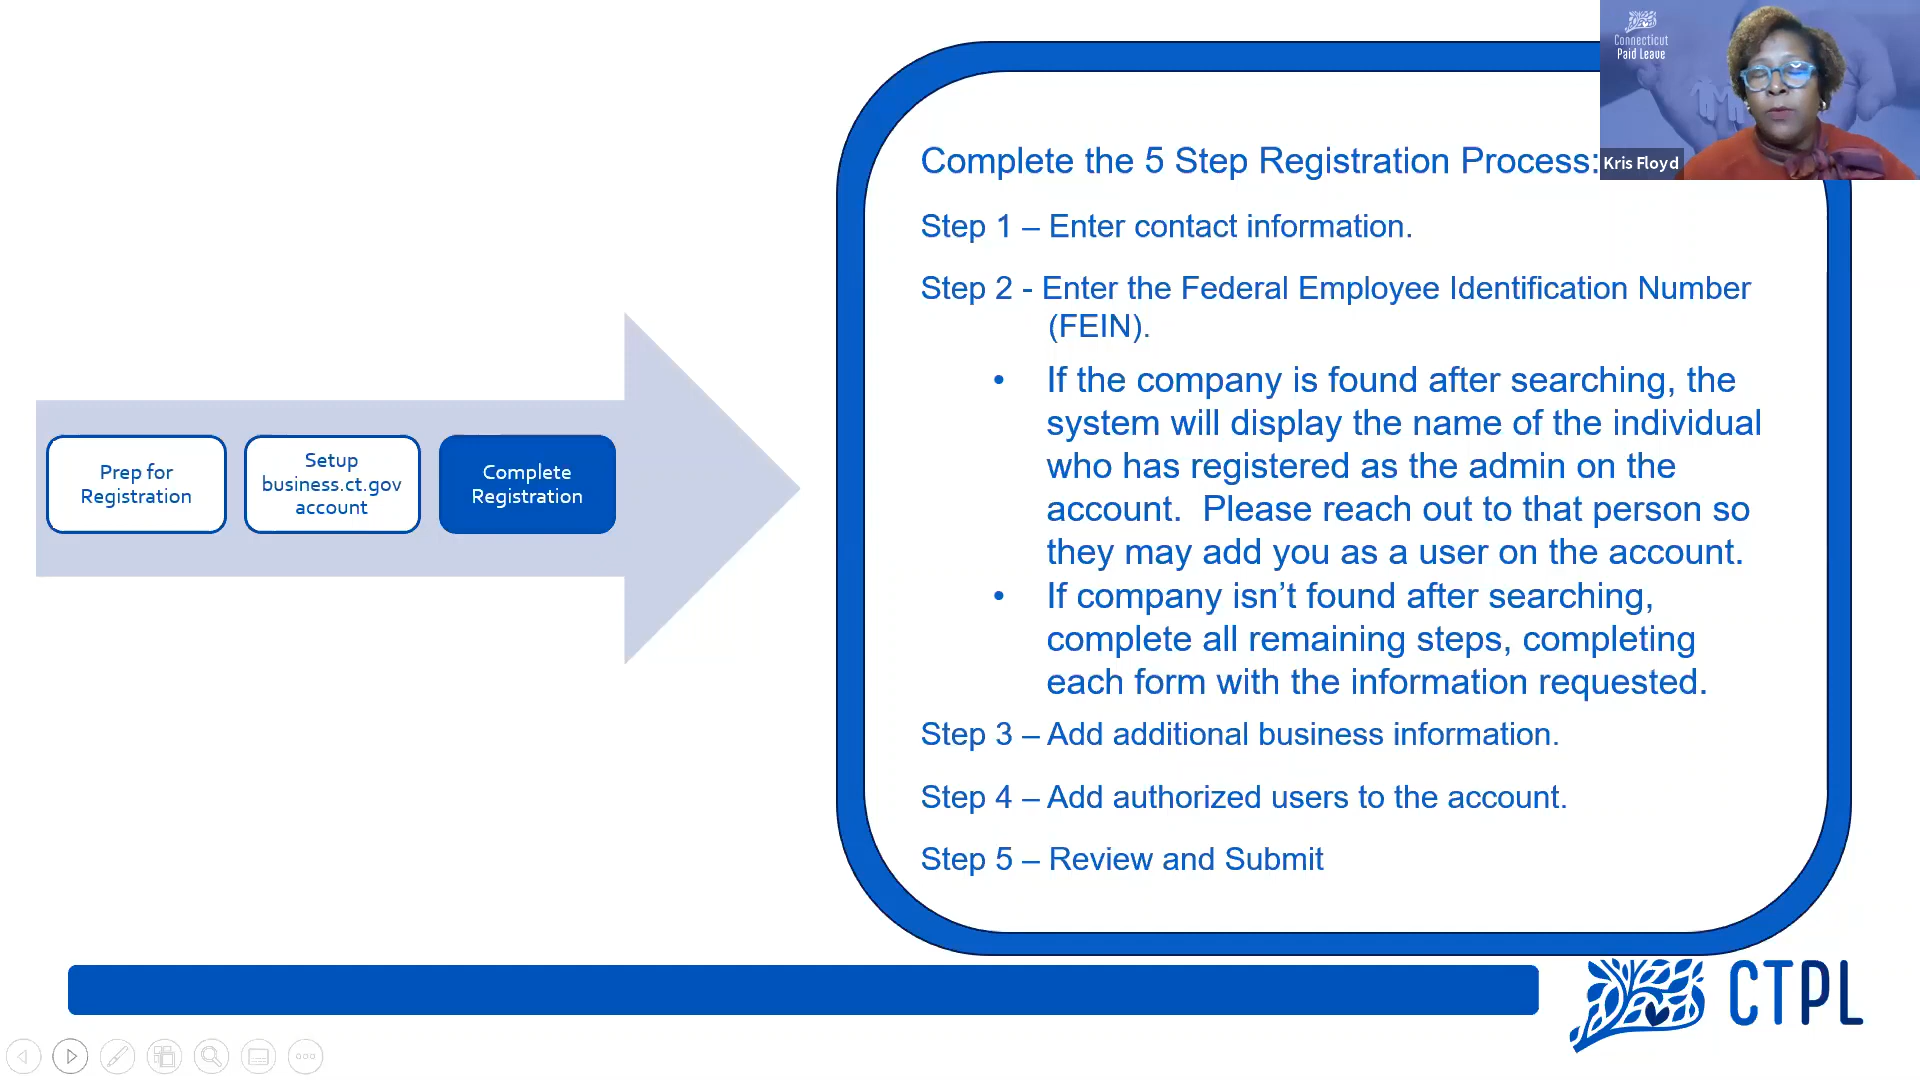 Connecticut
Paid Leave
Kris Floyd
Complete the 5 Step Registration Process:
Step 1 – Enter contact information.
Step 2 - Enter the Federal Employee Identification Number
(FEIN).
• If the company is found after searching, the
system will display the name of the individual
who has registered as the admin on the
account.  Please reach out to that person so
they may add you as a user on the account.
• If company isn’t found after searching,
complete all remaining steps, completing
each form with the information requested.
Step 3 – Add additional business information.
Step 4 – Add authorized users to the account.
Step 5 – Review and Submit
Prep for
Registration
Setup
business.ct.gov
account
Complete
Registration
CTPL